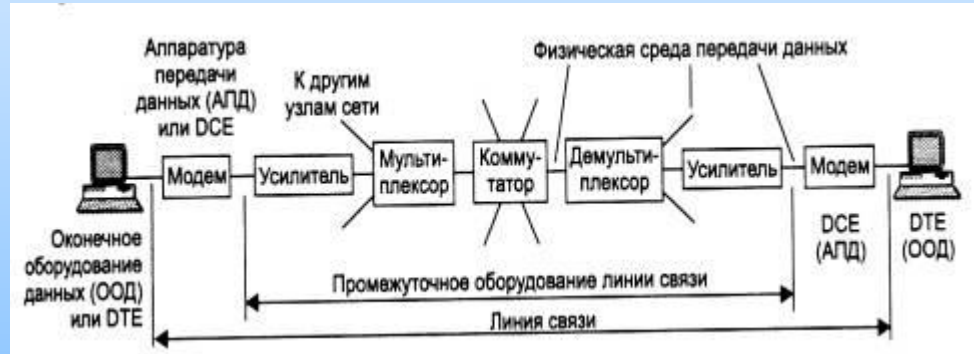 Аппаратура
передачи
данных (АПД)
или DCE
К другим
узлам сети
Физическая среда передачи данных
Модем
Усилитель
Мульти-
плексор
Комму-
татор
Демульти-
плексор
Усилитель
Модем
Оконечное
оборудование
данных (ООД)
или DTE
DCE
(АПД)
DTE
(ООД)
Промежуточное оборудование линии связи
Линия связи